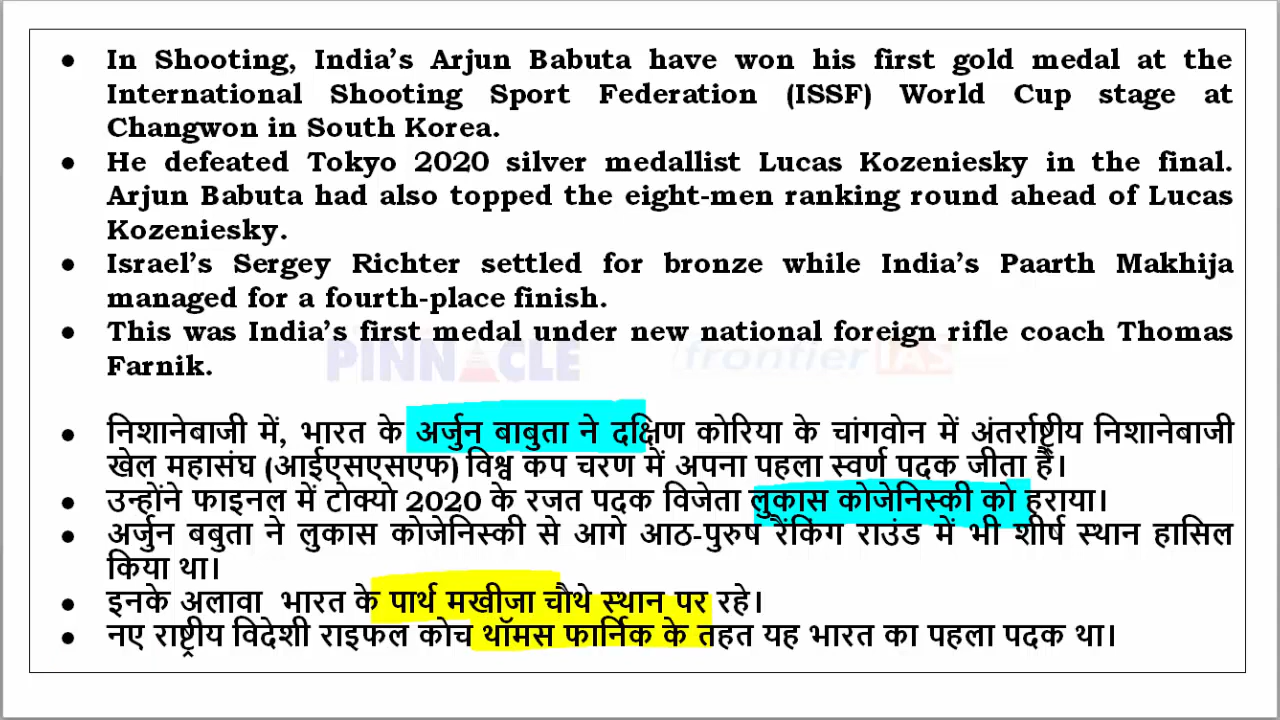 ● In Shooting, India’s Arjun Babuta have won his first gold medal at the
International Shooting Sport Federation (ISSF) World Cup stage at
Changwon in South Korea.
● He defeated Tokyo 2020 silver medallist Lucas Kozeniesky in the final.
Arjun Babuta had also topped the eight-men ranking round ahead of Lucas
Kozeniesky.
● Israel’s Sergey Richter settled for bronze while India’s Paarth Makhija
managed for a fourth-place finish.
● This was India’s first medal under new national foreign rifle coach Thomas
Farnik.
PINNACLE frontier IAS
● निशानेबाजी में, भारत के अर्जुन बाबुता ने दक्षिण कोरिया के चांगवोन में अंतर्राष्ट्रीय निशानेबाजी
खेल महासंघ (आईएसएसएफ) विश्व कप चरण में अपना पहला स्वर्ण पदक जीता है।
● उन्होंने फाइनल में टोक्यो 2020 के रजत पदक विजेता लुकास कोजेनिस्की को हराया।
● अर्जुन बबुता ने लुकास कोजेनिस्की से आगे आठ-पुरुष रैंकिंग राउंड में भी शीर्ष स्थान हासिल
किया था।
● इनके अलावा भारत के पार्थ मखीजा चौथे स्थान पर रहे।
● नए राष्ट्रीय विदेशी राइफल कोच थॉमस फार्निक के तहत यह भारत का पहला पदक था।